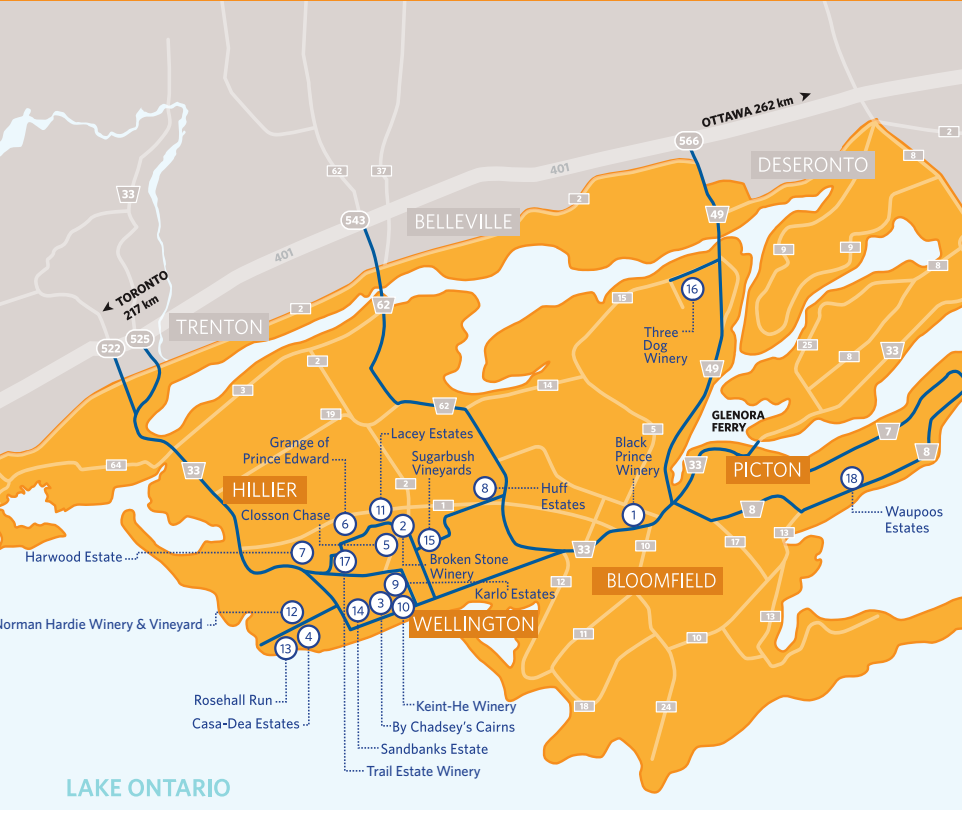 OTTAWA 262 km
566
2
8
DESERONTO
33
62
37
401
2
49
543
BELLEVILLE
9
9
401
8
TORONTO
217 km
16
15
2
62
TRENTON
Three
Dog
Winery
525
522
25
8
33
2
49
3
14
62
19
GLENORA
FERRY
5
7
Lacey Estates
Grange of
Prince Edward
Sugarbush
Vineyards
Black
Prince
Winery
8
64
33
33
PICTON
18
HILLIER
2
8
Huff
Estates
Closson Chase
11
1
6
2
1
8
Waupoos
Estates
5
15
13
17
Harwood Estate
7
33
10
17
Broken Stone
Winery
BLOOMFIELD
9
12
Karlo Estates
14
3
10
12
13
Norman Hardie Winery & Vineyard
WELLINGTON
4
11
10
13
Rosehall Run
Keint-He Winery
18
24
Casa-Dea Estates
By Chadsey's Cairns
Sandbanks Estate
Trail Estate Winery
LAKE ONTARIO